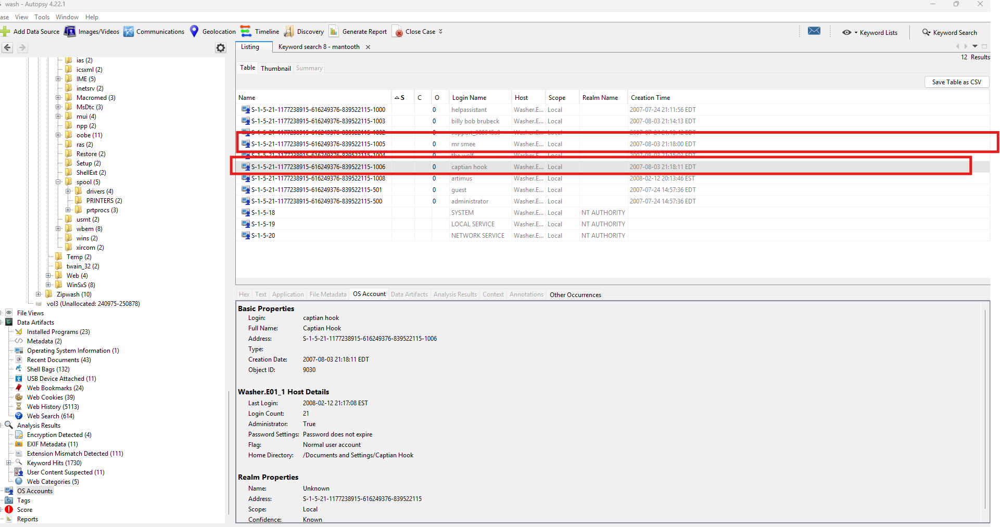 wash - Autopsy 4.22.1
ase View Tools Window Help
Add Data Source Images/Videos Communications Geolocation Timeline Discovery Generate Report Close Case Keyword Lists Keyword Search
Listing Keyword search 8 - mantooth
12 Results
Table Thumbnail Summary
Save Table as CSV
Name S C O Login Name Host Scope Realm Name Creation Time
S-1-5-21-1177238915-616249376-839522115-1000 0 helpassistant Washer.E... Local 2007-07-24 21:11:56 EDT
S-1-5-21-1177238915-616249376-839522115-1003 0 billy bob brubeck Washer.E... Local 2007-08-03 21:14:13 EDT
S-1-5-21-1177238915-616249376-839522115-1002 0 support_388945a0 Washer.E... Local 2007-07-24 21:13:42 EDT
S-1-5-21-1177238915-616249376-839522115-1005 0 mr smee Washer.E... Local 2007-08-03 21:18:00 EDT
S-1-5-21-1177238915-616249376-839522115-1004 0 the wolf Washer.E... Local 2007-08-03 21:15:03 EDT
S-1-5-21-1177238915-616249376-839522115-1006 0 captian hook Washer.E... Local 2007-08-03 21:18:11 EDT
S-1-5-21-1177238915-616249376-839522115-1008 0 artimus Washer.E... Local 2008-02-12 20:13:46 EST
S-1-5-21-1177238915-616249376-839522115-501 0 guest Washer.E... Local 2007-07-24 14:57:36 EDT
S-1-5-21-1177238915-616249376-839522115-500 0 administrator Washer.E... Local 2007-07-24 14:57:36 EDT
S-1-5-18 SYSTEM Washer.E... Local NT AUTHORITY
S-1-5-19 LOCAL SERVICE Washer.E... Local NT AUTHORITY
S-1-5-20 NETWORK SERVICE Washer.E... Local NT AUTHORITY
ias (2)
icsxml (2)
IME (5)
inetsrv (2)
Macromed (3)
MsDtc (3)
mui (4)
npp (2)
oobe (11)
ras (2)
Restore (2)
Setup (2)
ShellExt (2)
spool (5)
drivers (4)
PRINTERS (2)
prtprocs (3)
usmt (2)
wbem (8)
wins (2)
xircom (2)
Temp (2)
twain_32 (2)
Web (4)
WinSxS (8)
Zipwash (10)
vol3 (Unallocated: 240975-250878)
File Views
Data Artifacts
Installed Programs (23)
Metadata (2)
Operating System Information (1)
Recent Documents (43)
Shell Bags (132)
USB Device Attached (11)
Web Bookmarks (24)
Web Cookies (39)
Web History (5113)
Web Search (614)
Analysis Results
Encryption Detected (4)
EXIF Metadata (11)
Extension Mismatch Detected (111)
Keyword Hits (1730)
User Content Suspected (11)
Web Categories (5)
OS Accounts
Tags
Score
Reports
Hex Text Application File Metadata OS Account Data Artifacts Analysis Results Context Annotations Other Occurrences
Basic Properties
Login: captian hook
Full Name: Captian Hook
Address: S-1-5-21-1177238915-616249376-839522115-1006
Type:
Creation Date: 2007-08-03 21:18:11 EDT
Object ID: 9030
Washer.E01_1 Host Details
Last Login: 2008-02-12 21:17:08 EST
Login Count: 21
Administrator: True
Password Settings: Password does not expire
Flag: Normal user account
Home Directory: /Documents and Settings/Captian Hook
Realm Properties
Name: Unknown
Address: S-1-5-21-1177238915-616249376-839522115
Scope: Local
Confidence: Known